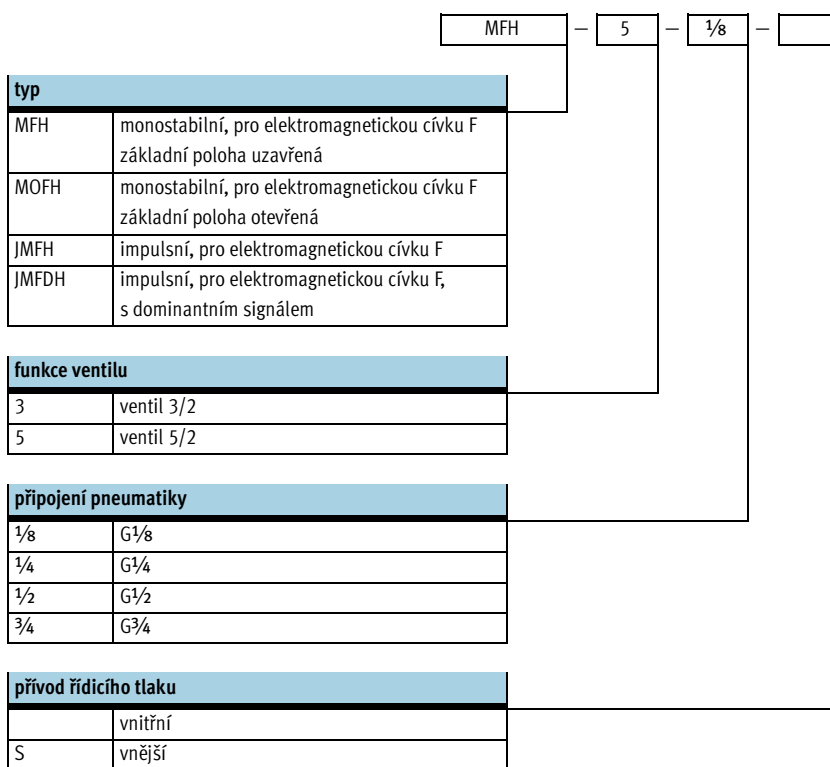 MFH – 5 – ⅛ –
typ
MFH monostabilní, pro elektromagnetickou cívku F
základní poloha uzavřená
MOFH monostabilní, pro elektromagnetickou cívku F
základní poloha otevřená
JMFH impulsní, pro elektromagnetickou cívku F
JMFDH impulsní, pro elektromagnetickou cívku F,
s dominantním signálem
funkce ventilu
3 ventil 3/2
5 ventil 5/2
připojení pneumatiky
⅛ G⅛
¼ G¼
½ G½
¾ G¾
přívod řídicího tlaku
vnitřní
S vnější